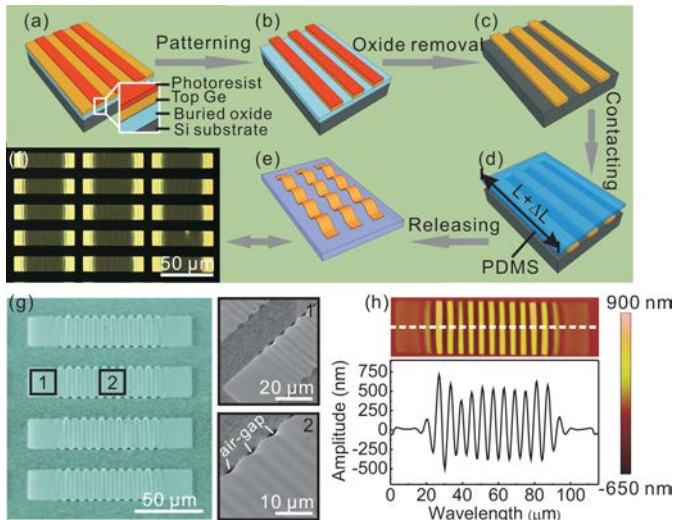 (a)
Patterning
(b)
Oxide removal
(c)
Photoresist
Top Ge
Buried oxide
Si substrate
Contacting
(f)
50 μm
(e)
Releasing
(d)
L+ΔL
PDMS
(g)
1
2
50 μm
1
20 μm
2
air-gap
10 μm
(h)
900 nm
-650 nm
Amplitude (nm)
750
500
250
0
-250
-500
0 20 40 60 80 100
Wavelength (μm)